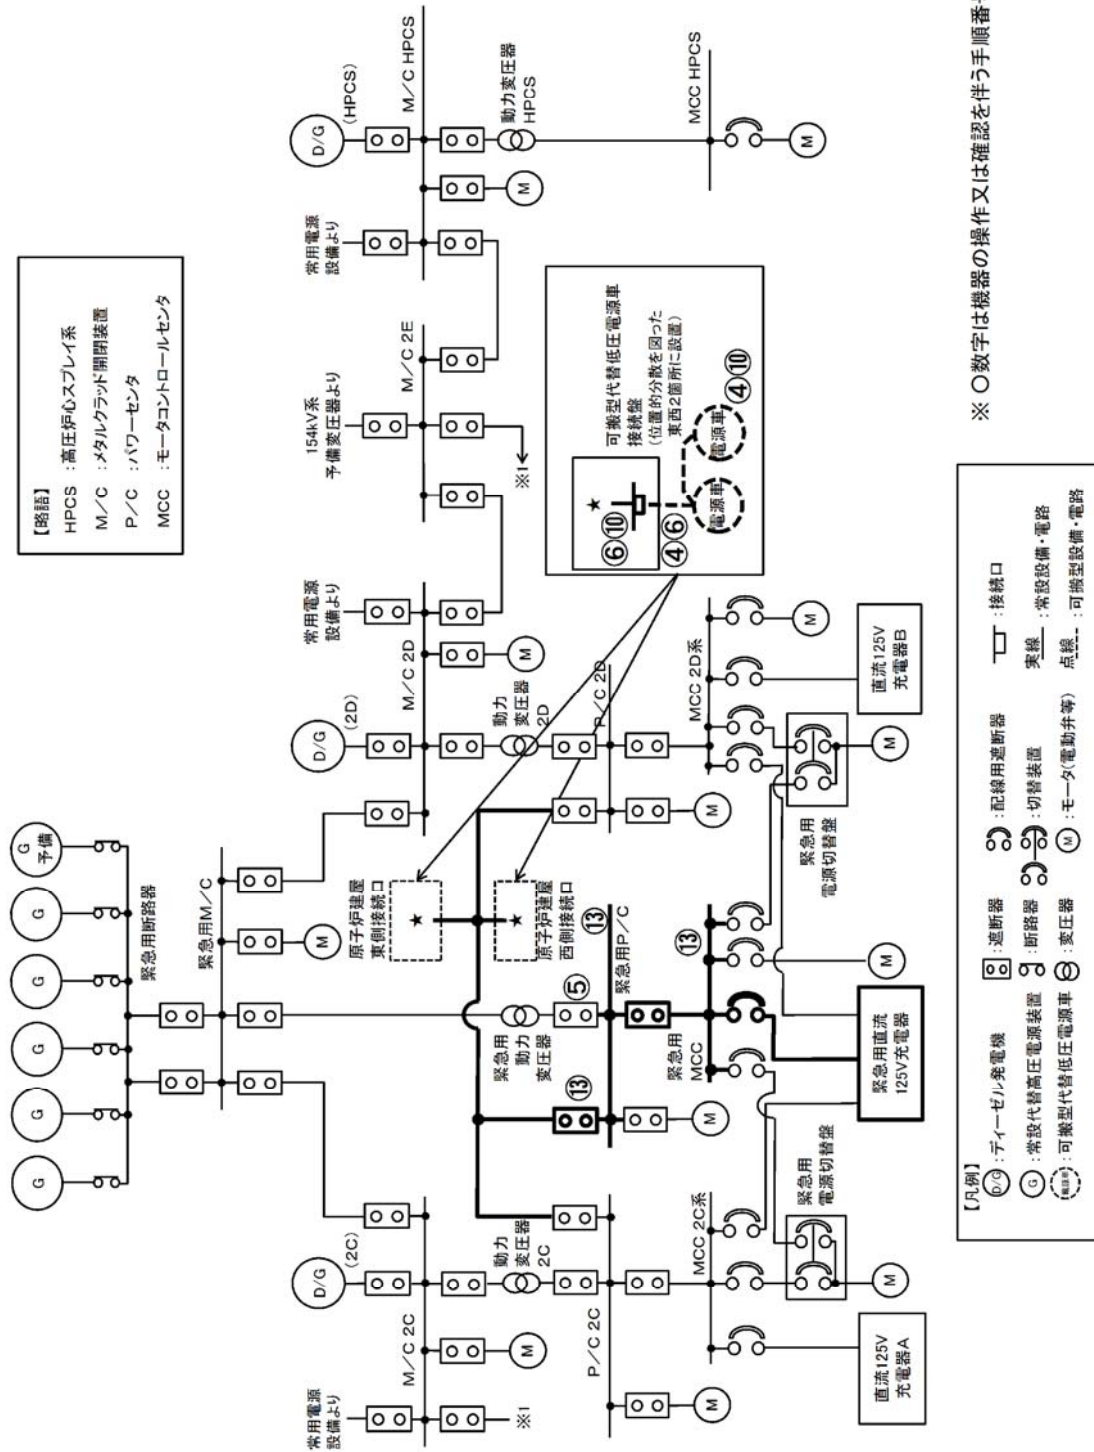 【略語】
HPCS :高圧炉心スプレイ系
M/C :メタルクラッド開閉装置
P/C :パワーセンタ
MCC :モータコントロールセンタ
G
G
G
G
G
G
予備
緊急用断路器
緊急用M/C
M
常用電源
設備より
※1
M/C 2C
M
D/G
(2C)
動力
変圧器
2C
P/C 2C
M
MCC 2C系
直流125V
充電器A
緊急用
電源切替盤
M
D/G
(2D)
常用電源
設備より
M/C 2D
M
動力
変圧器
2D
P/C 2D
M
MCC 2D系
M
直流125V
充電器B
緊急用
電源切替盤
M
154kV系
予備変圧器より
M/C 2E
※1
常用電源
設備より
D/G
(HPCS)
M/C HPCS
M
動力変圧器
HPCS
MCC HPCS
M
原子炉建屋
東側接続口
★
原子炉建屋
西側接続口
★
緊急用
動力
変圧器
⑤
⑬
緊急用P/C
⑬
M
緊急用
MCC
⑬
M
緊急用直流
125V充電器
可搬型代替低圧電源車
接続盤
(位置的分散を図った
東西2箇所に設置)
★
⑥⑩
④⑥
電源車
電源車
④⑩
【凡例】
D/G :ディーゼル発電機
:遮断器
:配線用遮断器
:接続口
G :常設代替高圧電源装置
:断路器
:切替装置
実線 :常設設備・電路
電源車 :可搬型代替低圧電源車
:変圧器
M :モータ(電動弁等)
点線 :可搬型設備・電路
※ ○数字は機器の操作又は確認を伴う手順番